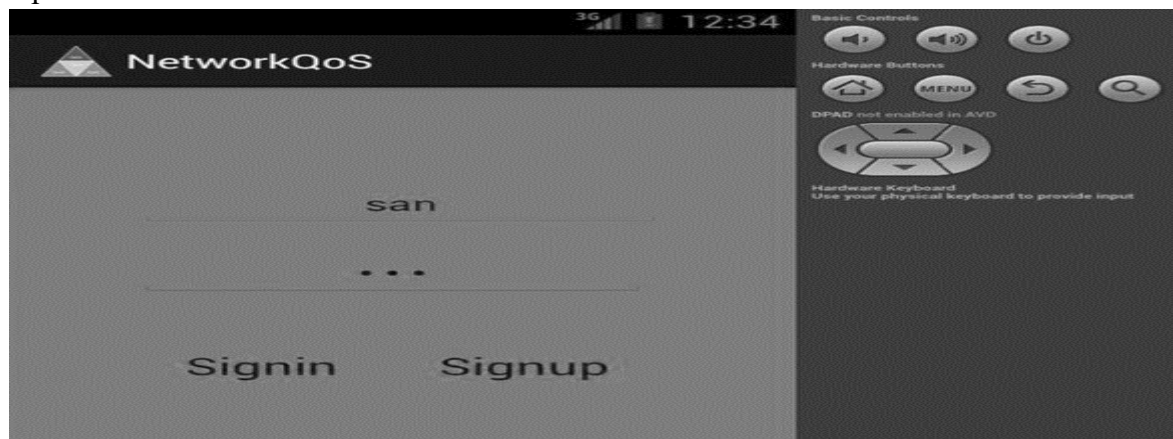 3G 12:34
NetworkQoS
san
Signin Signup
Basic Controls
Hardware Buttons
MENU
DPAD not enabled in AVD
Hardware Keyboard
Use your physical keyboard to provide input